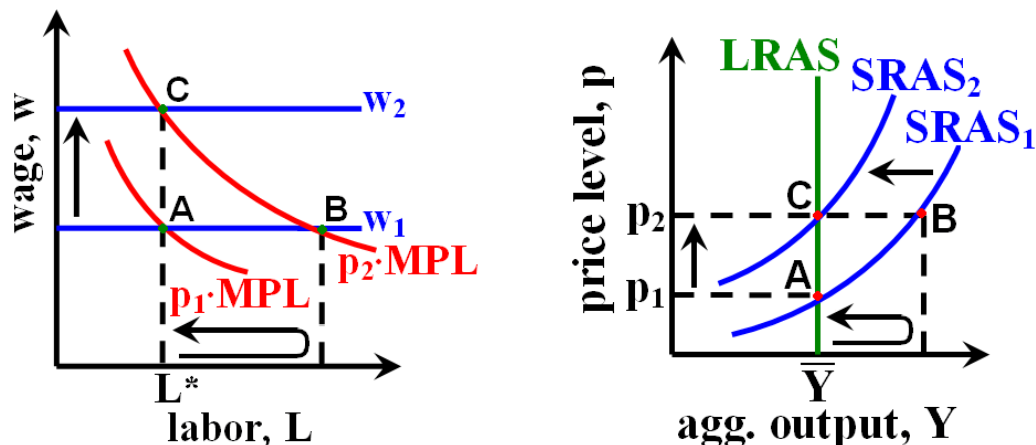 wage, w
C
w₂
A
B
w₁
p₁·MPL
p₂·MPL
L*
labor, L
LRAS
SRAS₂
SRAS₁
price level, p
p₂
C
B
p₁
A
Y̅
agg. output, Y